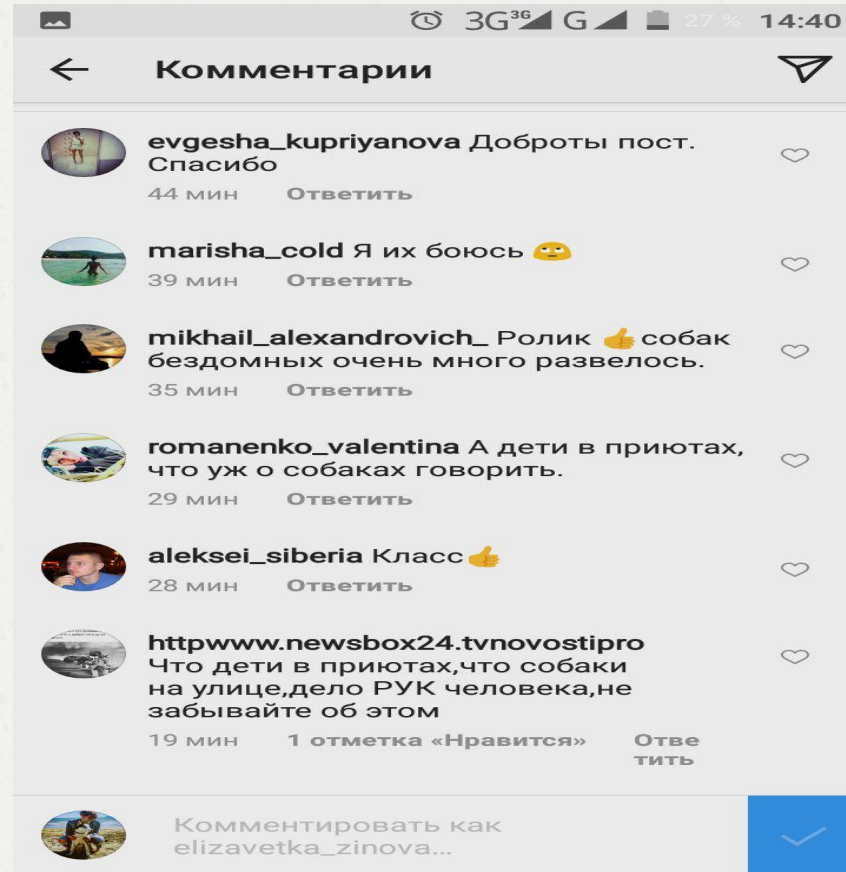 3G 3G G 27 % 14:40
Комментарии
evgesha_kupriyanova Доброты пост.
Спасибо
44 мин Ответить
marisha_cold Я их боюсь 🙄
39 мин Ответить
mikhail_alexandrovich_ Ролик 👍собак
бездомных очень много развелось.
35 мин Ответить
romanenko_valentina А дети в приютах,
что уж о собаках говорить.
29 мин Ответить
aleksei_siberia Класс👍
28 мин Ответить
httpwww.newsbox24.tvnovostipro
Что дети в приютах,что собаки
на улице,дело РУК человека,не
забывайте об этом
19 мин 1 отметка «Нравится» Отве
тить
Комментировать как
elizavetka_zinova...